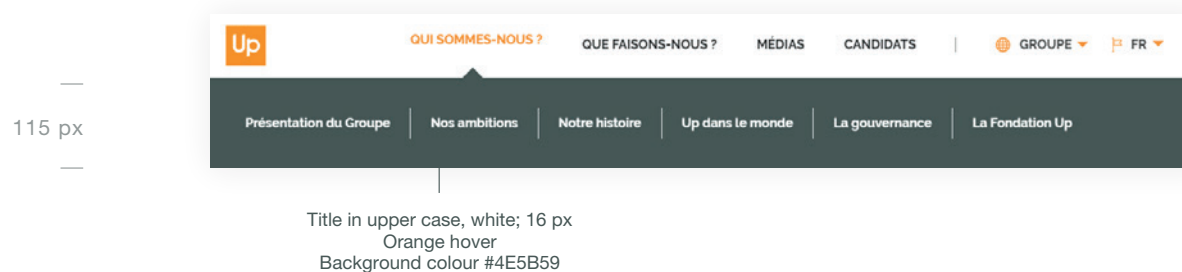 Up
QUI SOMMES-NOUS ? QUE FAISONS-NOUS ? MÉDIAS CANDIDATS | GROUPE FR
115 px
Présentation du Groupe Nos ambitions Notre histoire Up dans le monde La gouvernance La Fondation Up
Title in upper case, white; 16 px
Orange hover
Background colour #4E5B59